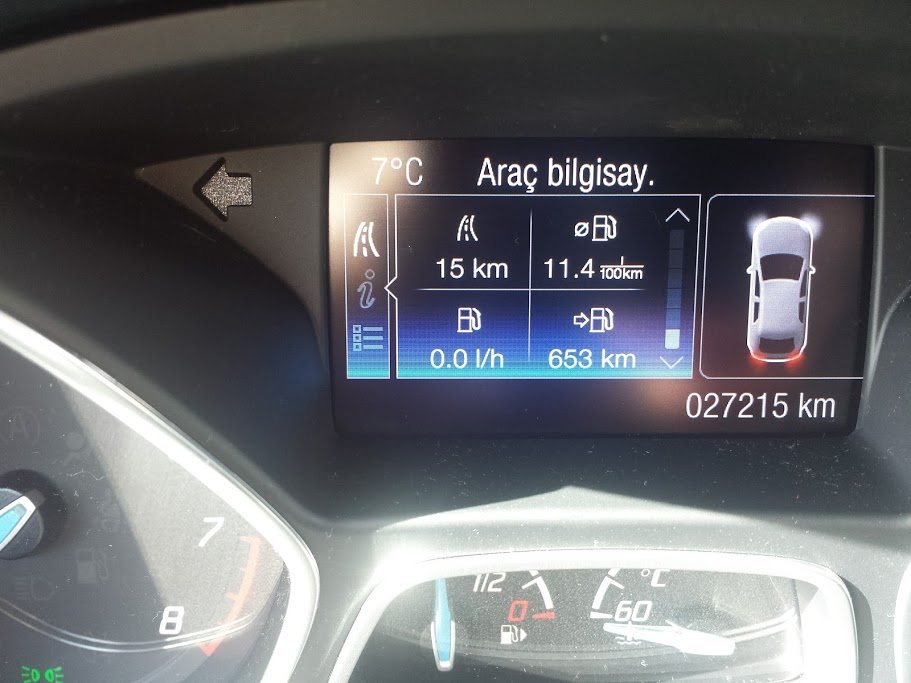 7°C Araç bilgisay.
15 km 11.4 l/100km
0.0 l/h 653 km
027215 km
7
8
1/2
0
°C
60